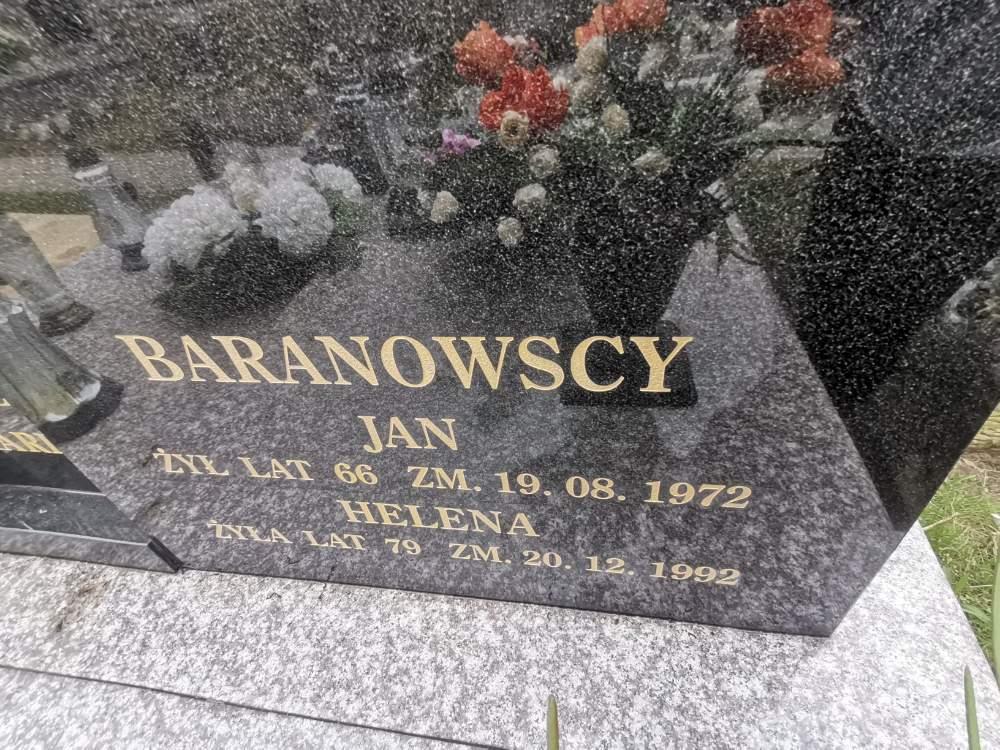 BARANOWSCY
JAN
ŻYŁ LAT 66 ZM. 19. 08. 1972
HELENA
ŻYŁA LAT 79 ZM. 20. 12. 1992